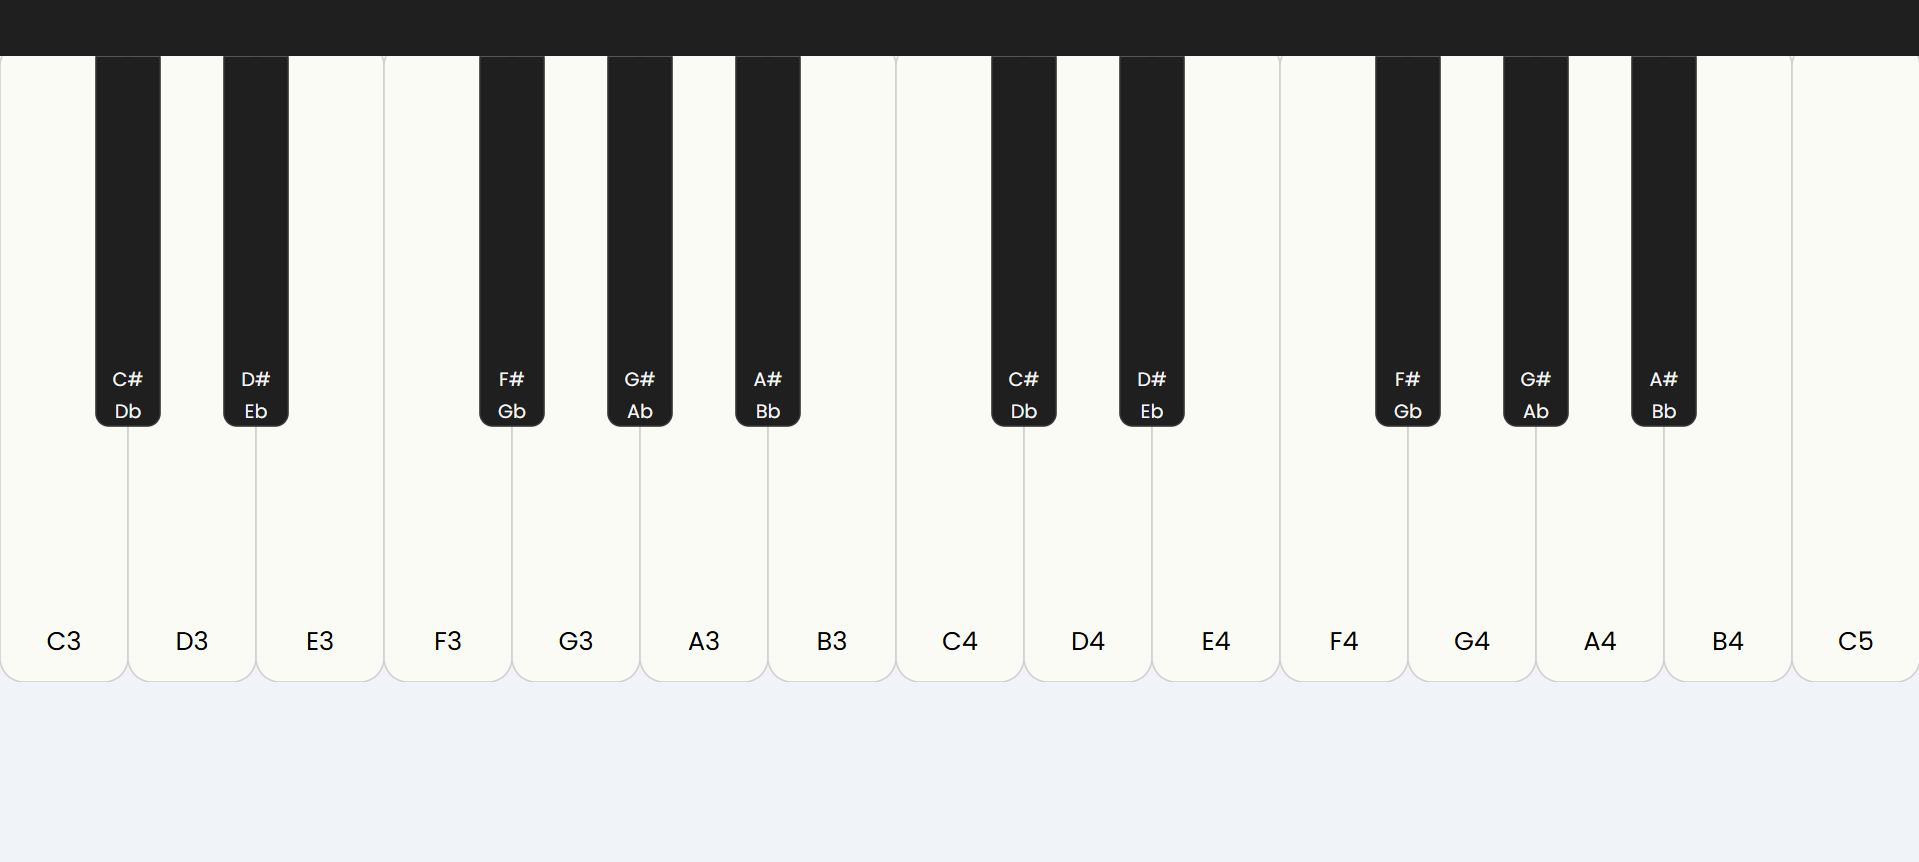 C# D# F# G# A# C# D# F# G# A#
Db Eb Gb Ab Bb Db Eb Gb Ab Bb
C3 D3 E3 F3 G3 A3 B3 C4 D4 E4 F4 G4 A4 B4 C5